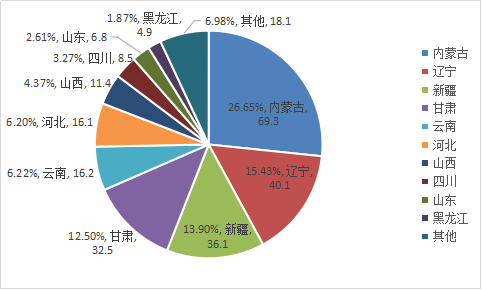 1.87%, 黑龙江,
4.9
6.98%, 其他, 18.1
2.61%, 山东, 6.8
3.27%, 四川, 8.5
4.37%, 山西, 11.4
6.20%, 河北, 16.1
6.22%, 云南, 16.2
12.50%, 甘肃,
32.5
13.90%, 新疆,
36.1
15.43%, 辽宁,
40.1
26.65%, 内蒙古,
69.3
内蒙古
辽宁
新疆
甘肃
云南
河北
山西
四川
山东
黑龙江
其他